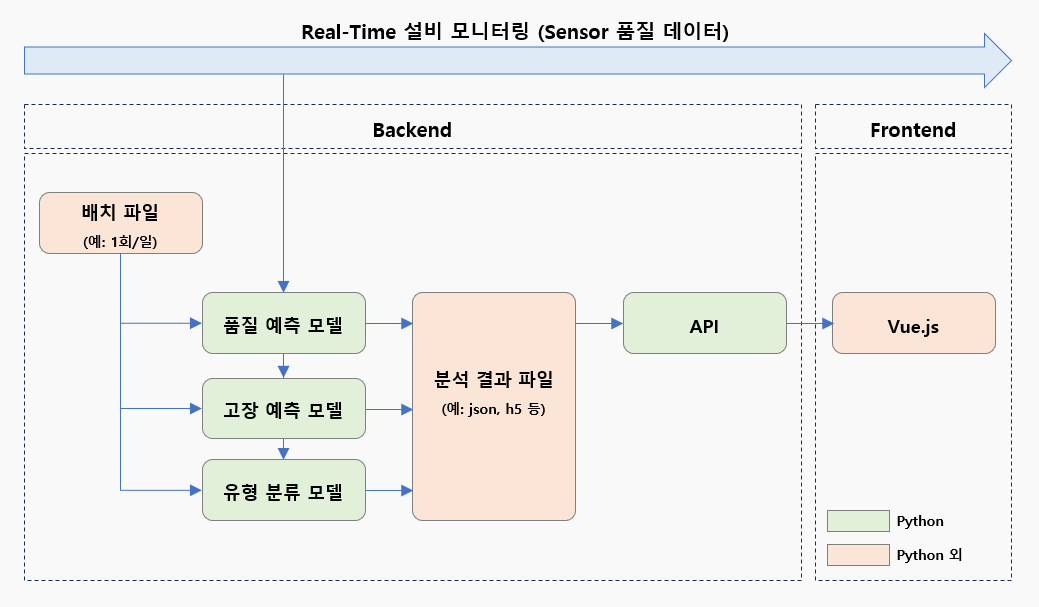 Real-Time 설비 모니터링 (Sensor 품질 데이터)
Backend
Frontend
배치 파일
(예: 1회/일)
품질 예측 모델
고장 예측 모델
유형 분류 모델
분석 결과 파일
(예: json, h5 등)
API
Vue.js
Python
Python 외